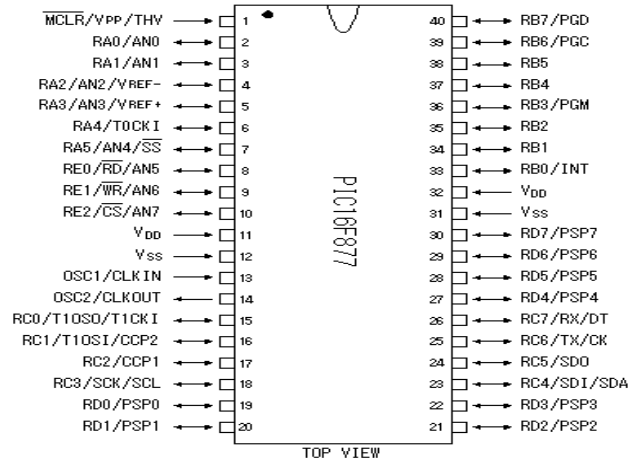 MCLR/VPP/THV 1 40 RB7/PGD
RA0/AN0 2 39 RB6/PGC
RA1/AN1 3 38 RB5
RA2/AN2/VREF- 4 37 RB4
RA3/AN3/VREF+ 5 36 RB3/PGM
RA4/T0CKI 6 35 RB2
RA5/AN4/SS 7 34 RB1
RE0/RD/AN5 8 33 RB0/INT
RE1/WR/AN6 9 32 VDD
RE2/CS/AN7 10 31 VSS
VDD 11 30 RD7/PSP7
VSS 12 29 RD6/PSP6
OSC1/CLKIN 13 28 RD5/PSP5
OSC2/CLKOUT 14 27 RD4/PSP4
RC0/T1OSO/T1CKI 15 26 RC7/RX/DT
RC1/T1OSI/CCP2 16 25 RC6/TX/CK
RC2/CCP1 17 24 RC5/SDO
RC3/SCK/SCL 18 23 RC4/SDI/SDA
RD0/PSP0 19 22 RD3/PSP3
RD1/PSP1 20 21 RD2/PSP2
PIC16F877
TOP VIEW